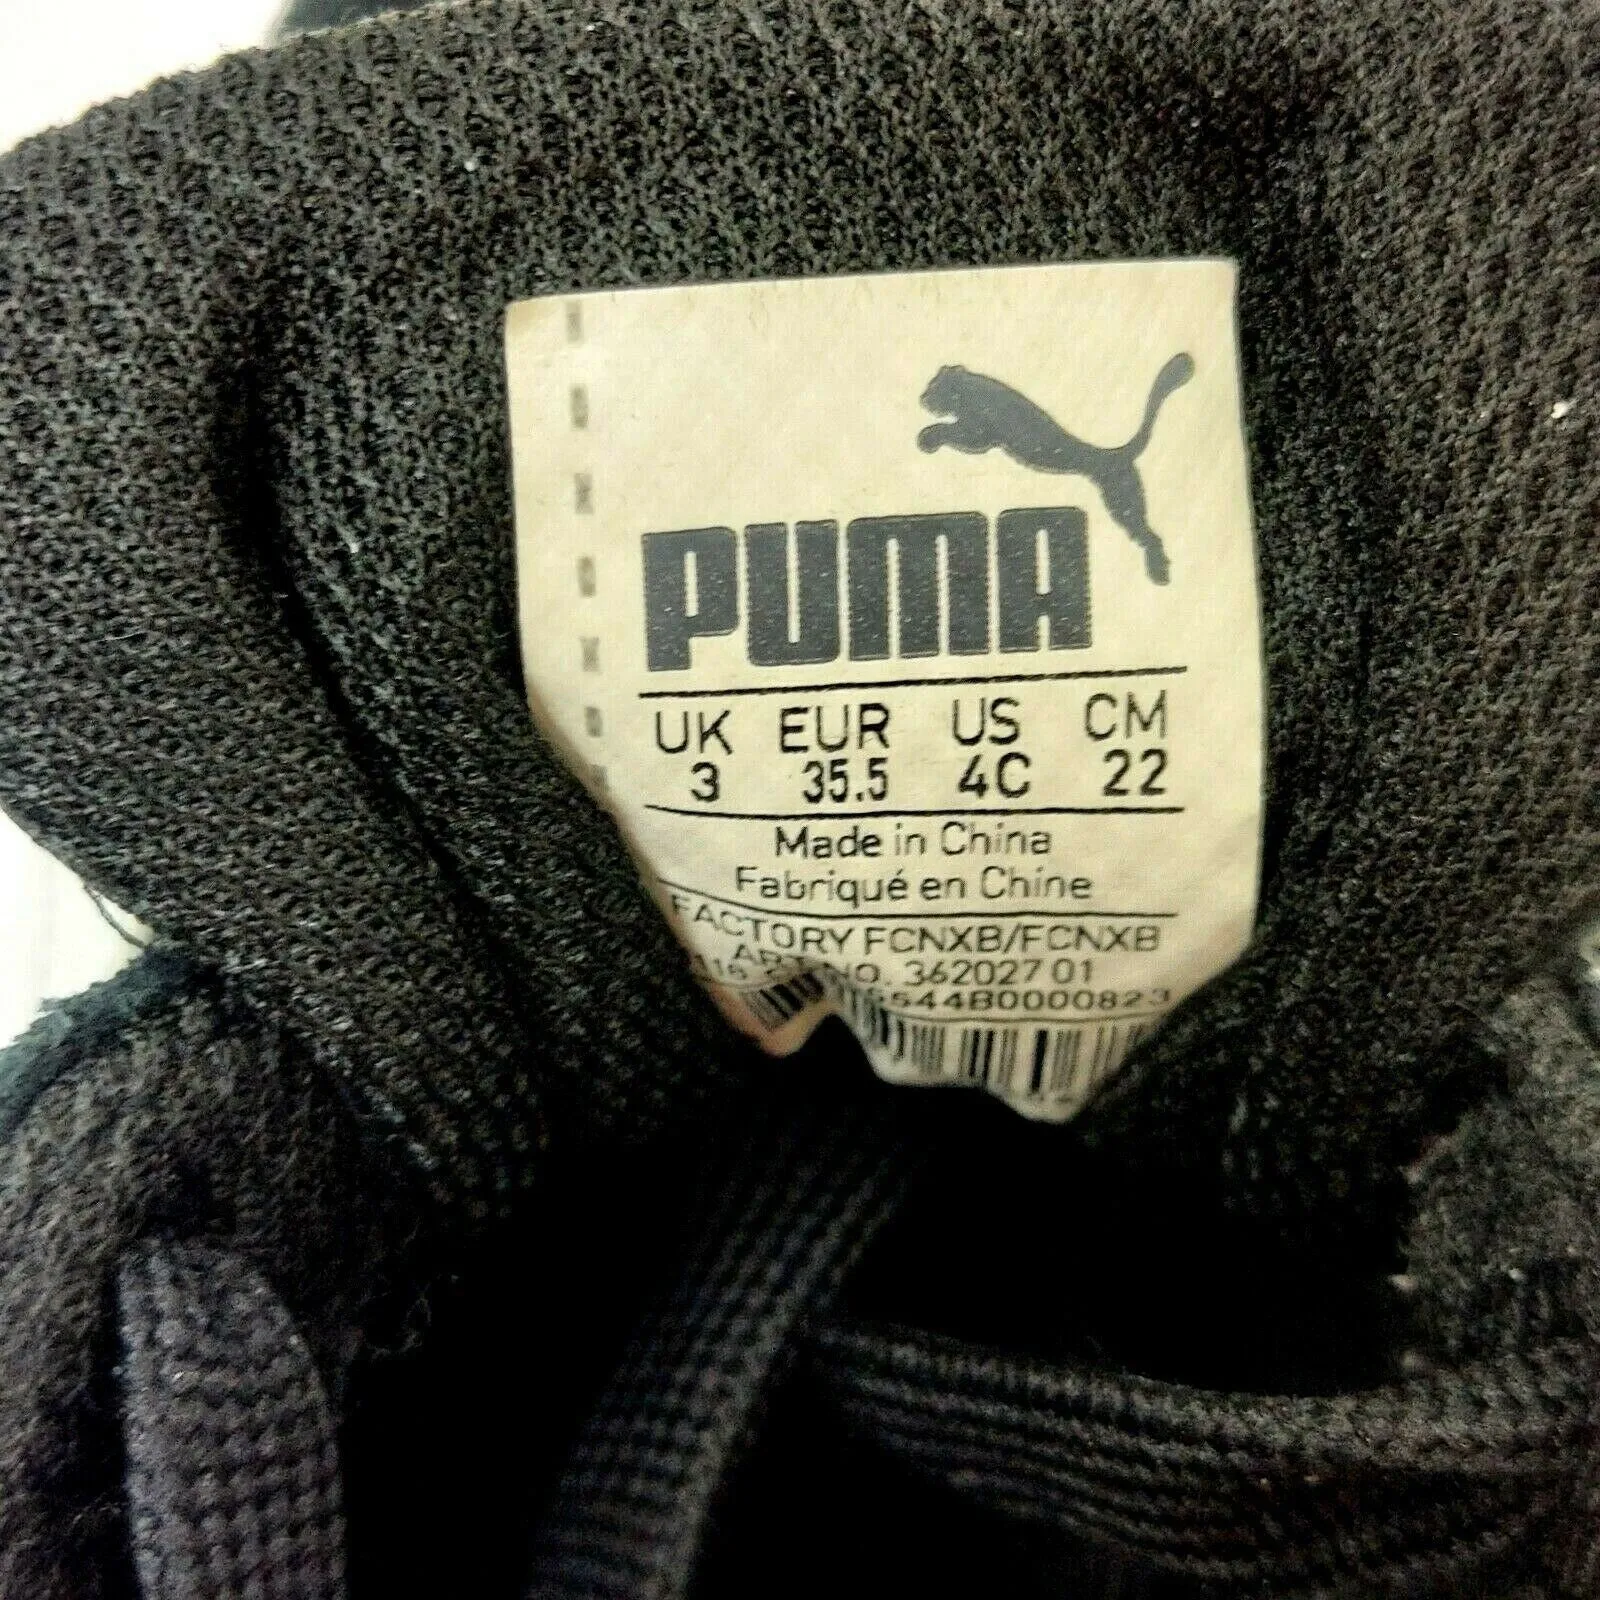 PUMA
UK EUR US CM
3 35.5 4C 22
Made in China
Fabriqué en Chine
FACTORY FCNXB/FCNXB
ART.NO. 362027 01
544B0000823